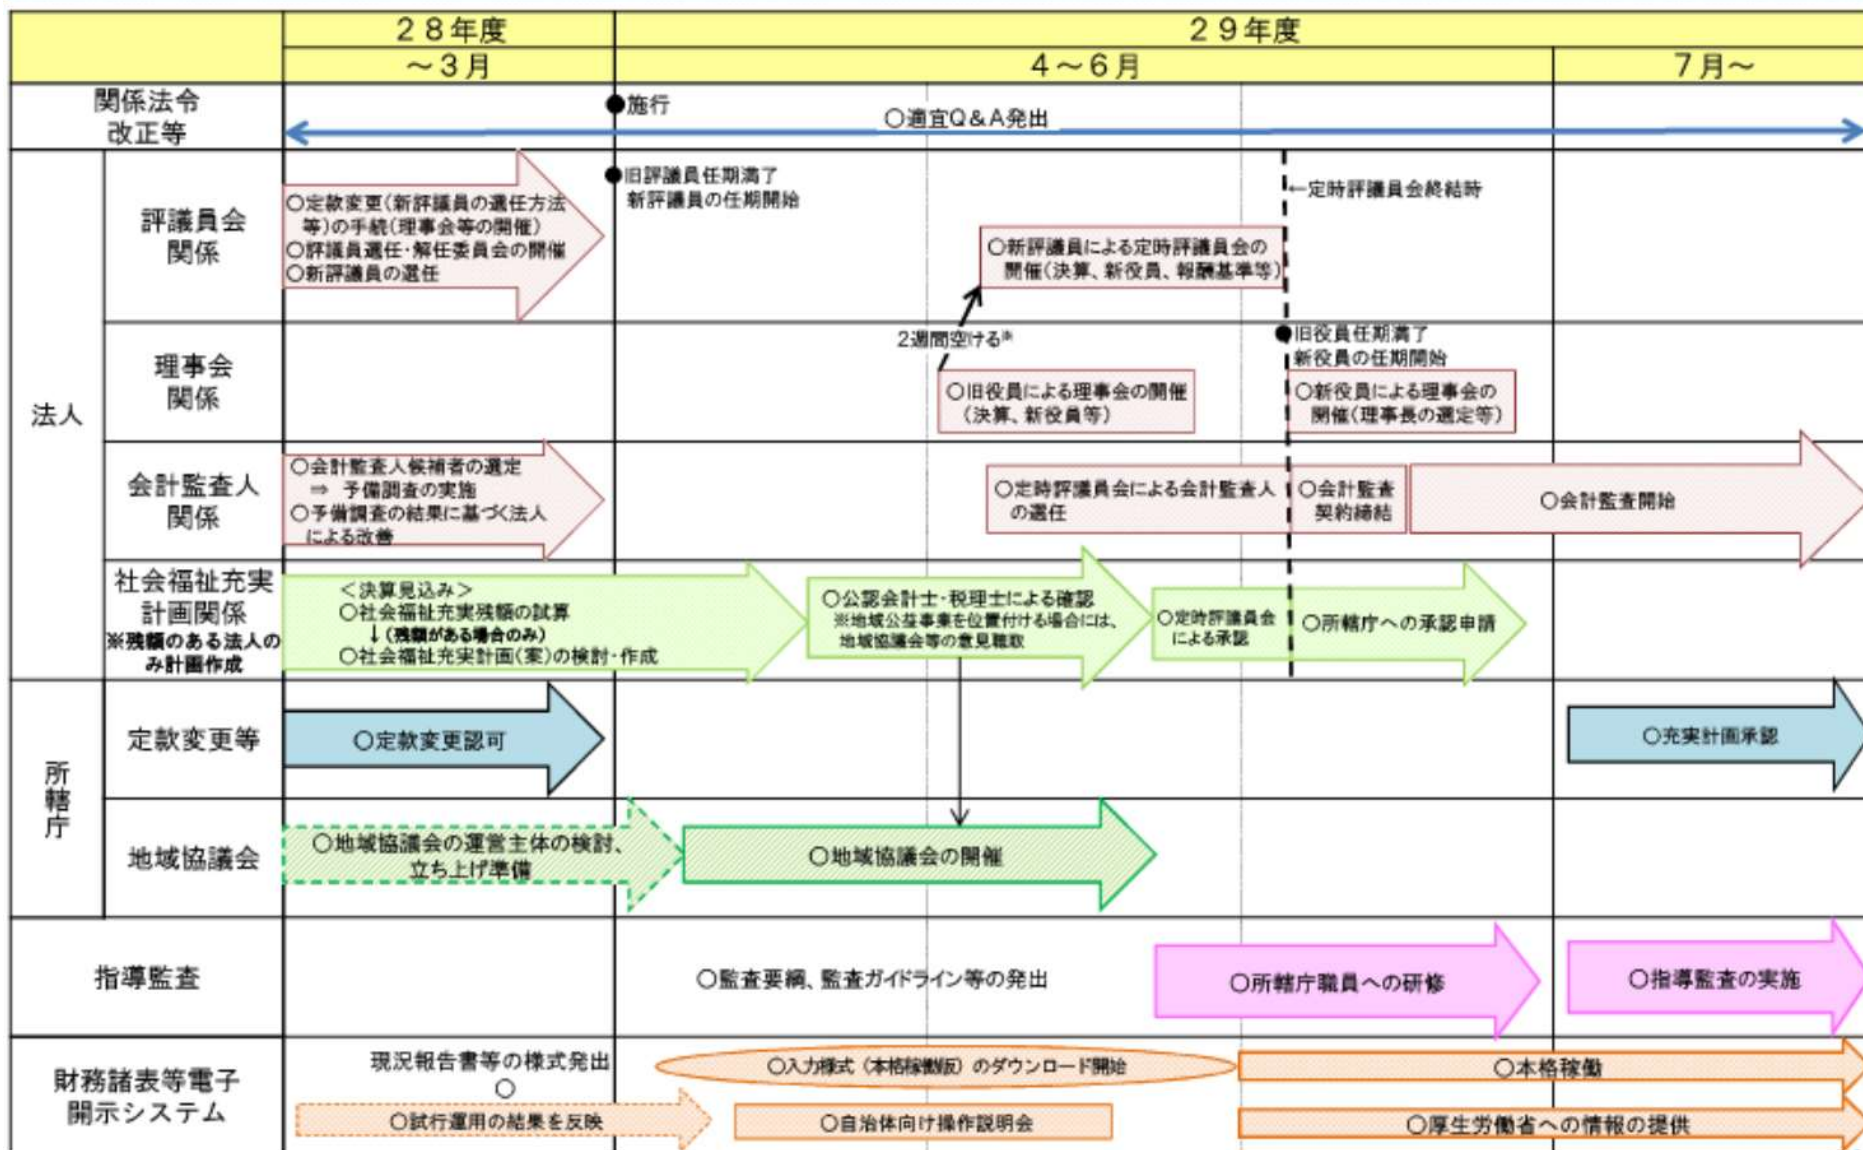 28年度
29年度
～3月
4～6月
7月～
関係法令
改正等
●施行
○適宜Q&A発出
法人
評議員会
関係
○定款変更(新評議員の選任方法
等)の手続(理事会等の開催)
○評議員選任・解任委員会の開催
○新評議員の選任
●旧評議員任期満了
新評議員の任期開始
←定時評議員会終結時
○新評議員による定時評議員会の
開催(決算、新役員、報酬基準等)
理事会
関係
2週間空ける※
○旧役員による理事会の開催
(決算、新役員等)
●旧役員任期満了
新役員の任期開始
○新役員による理事会の
開催(理事長の選定等)
会計監査人
関係
○会計監査人候補者の選定
⇒ 予備調査の実施
○予備調査の結果に基づく法人
による改善
○定時評議員会による会計監査人
の選任
○会計監査
契約締結
○会計監査開始
社会福祉充実
計画関係
※残額のある法人の
み計画作成
＜決算見込み＞
○社会福祉充実残額の試算
↓(残額がある場合のみ)
○社会福祉充実計画(案)の検討・作成
○公認会計士・税理士による確認
※地域公益事業を位置付ける場合には、
地域協議会等の意見聴取
○定時評議員会
による承認
○所轄庁への承認申請
所轄庁
定款変更等
○定款変更認可
○充実計画承認
地域協議会
○地域協議会の運営主体の検討、
立ち上げ準備
○地域協議会の開催
指導監査
○監査要綱、監査ガイドライン等の発出
○所轄庁職員への研修
○指導監査の実施
財務諸表等電子
開示システム
現況報告書等の様式発出
○
○試行運用の結果を反映
○入力様式（本格稼働版）のダウンロード開始
○自治体向け操作説明会
○本格稼働
○厚生労働省への情報の提供